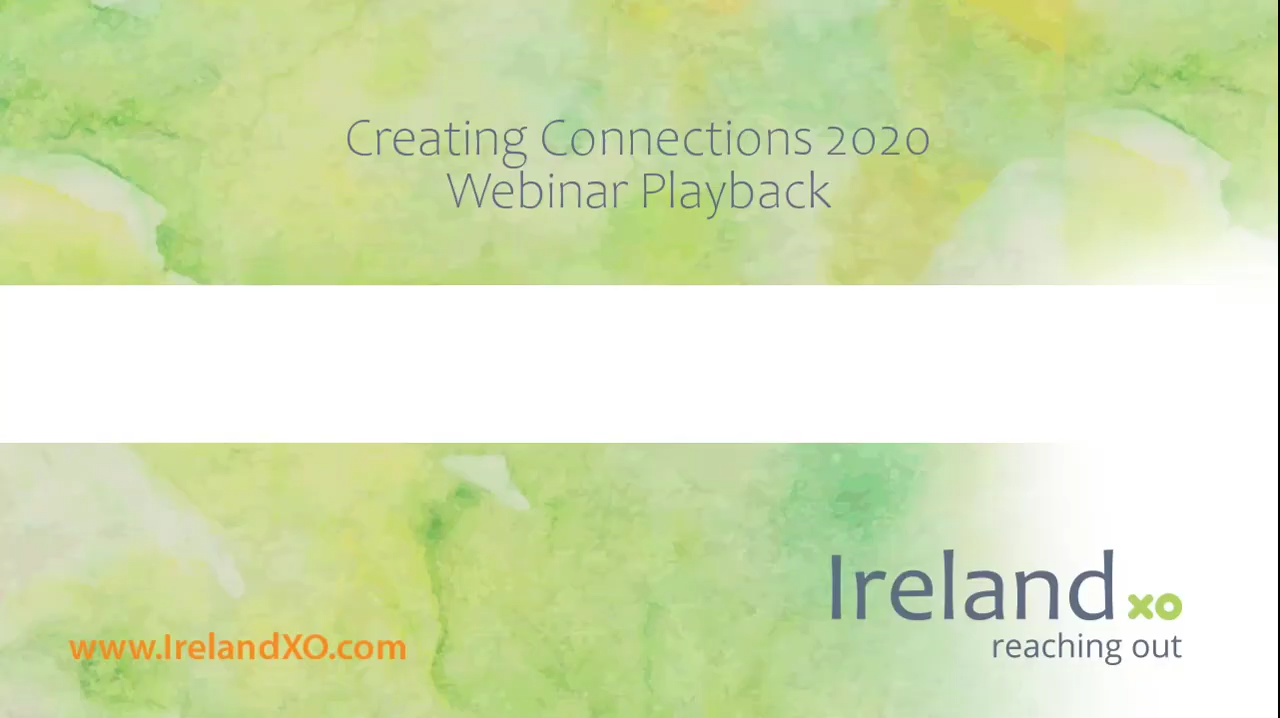 Creating Connections 2020
Webinar Playback
Ireland xo
reaching out
www.IrelandXO.com